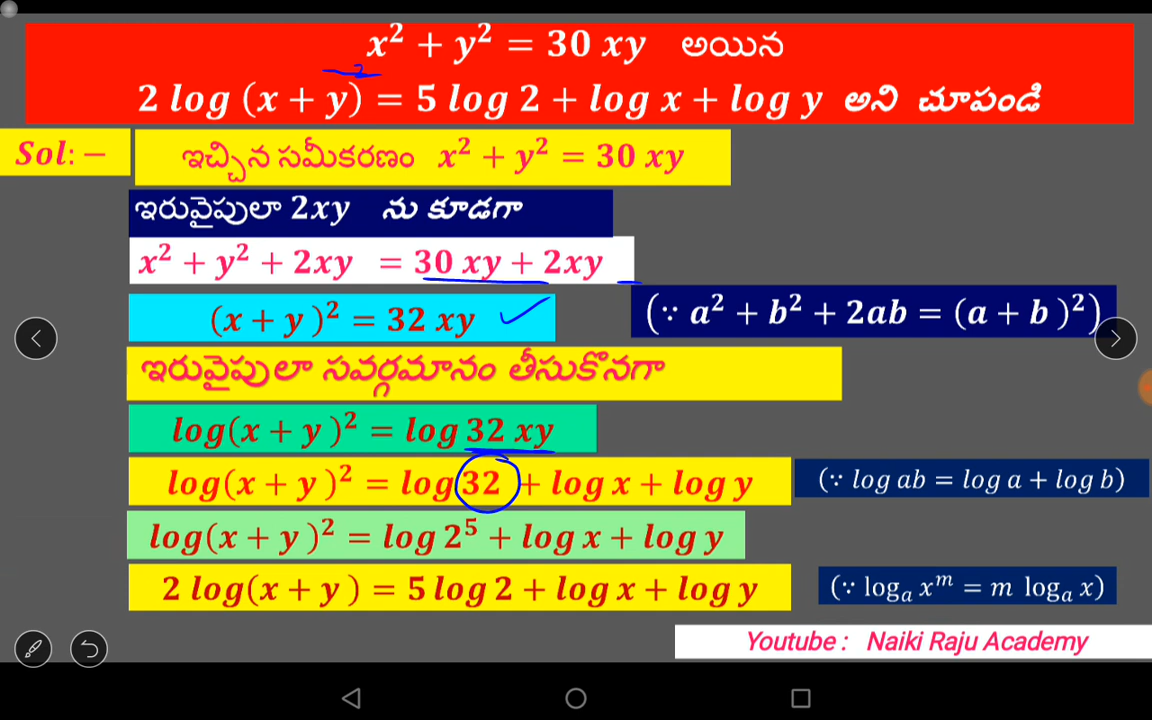 x² + y² = 30 xy అయిన
2 log (x + y) = 5 log 2 + log x + log y అని చూపండి
Sol: −
ఇచ్చిన సమీకరణం x² + y² = 30 xy
ఇరువైపులా 2xy ను కూడగా
x² + y² + 2xy = 30 xy + 2xy
(x + y )² = 32 xy
(∵ a² + b² + 2ab = (a + b )²)
ఇరువైపులా సవర్గమానం తీసుకొనగా
log(x + y )² = log 32 xy
log(x + y )² = log 32 + log x + log y
(∵ log ab = log a + log b)
log(x + y )² = log 2⁵ + log x + log y
2 log(x + y ) = 5 log 2 + log x + log y
(∵ logₐ xᵐ = m logₐ x)
Youtube : Naiki Raju Academy